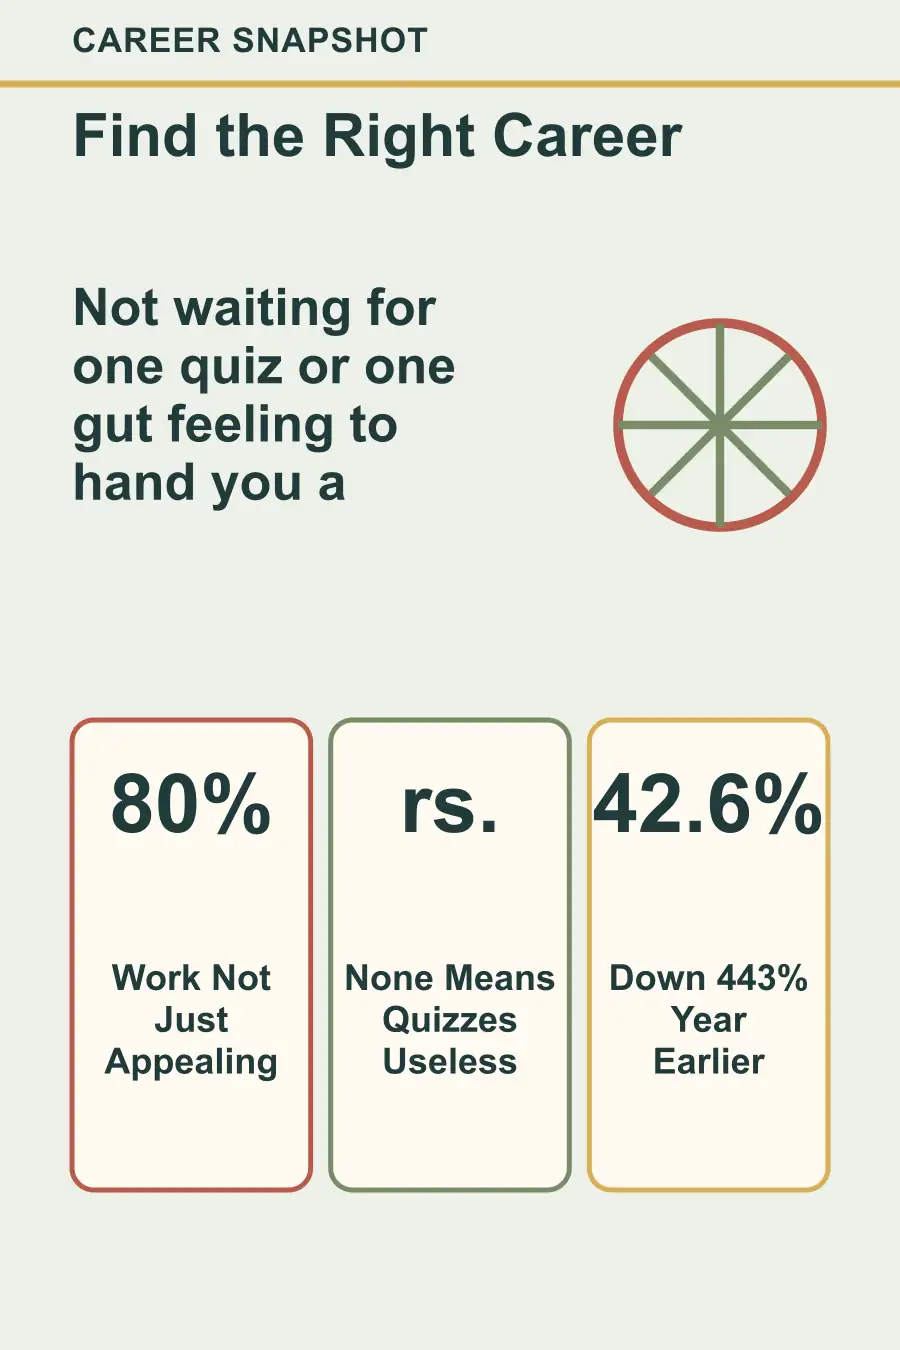 CAREER SNAPSHOT
Find the Right Career
Not waiting for
one quiz or one
gut feeling to
hand you a
80%
Work Not
Just
Appealing
rs.
None Means
Quizzes
Useless
42.6%
Down 443%
Year
Earlier